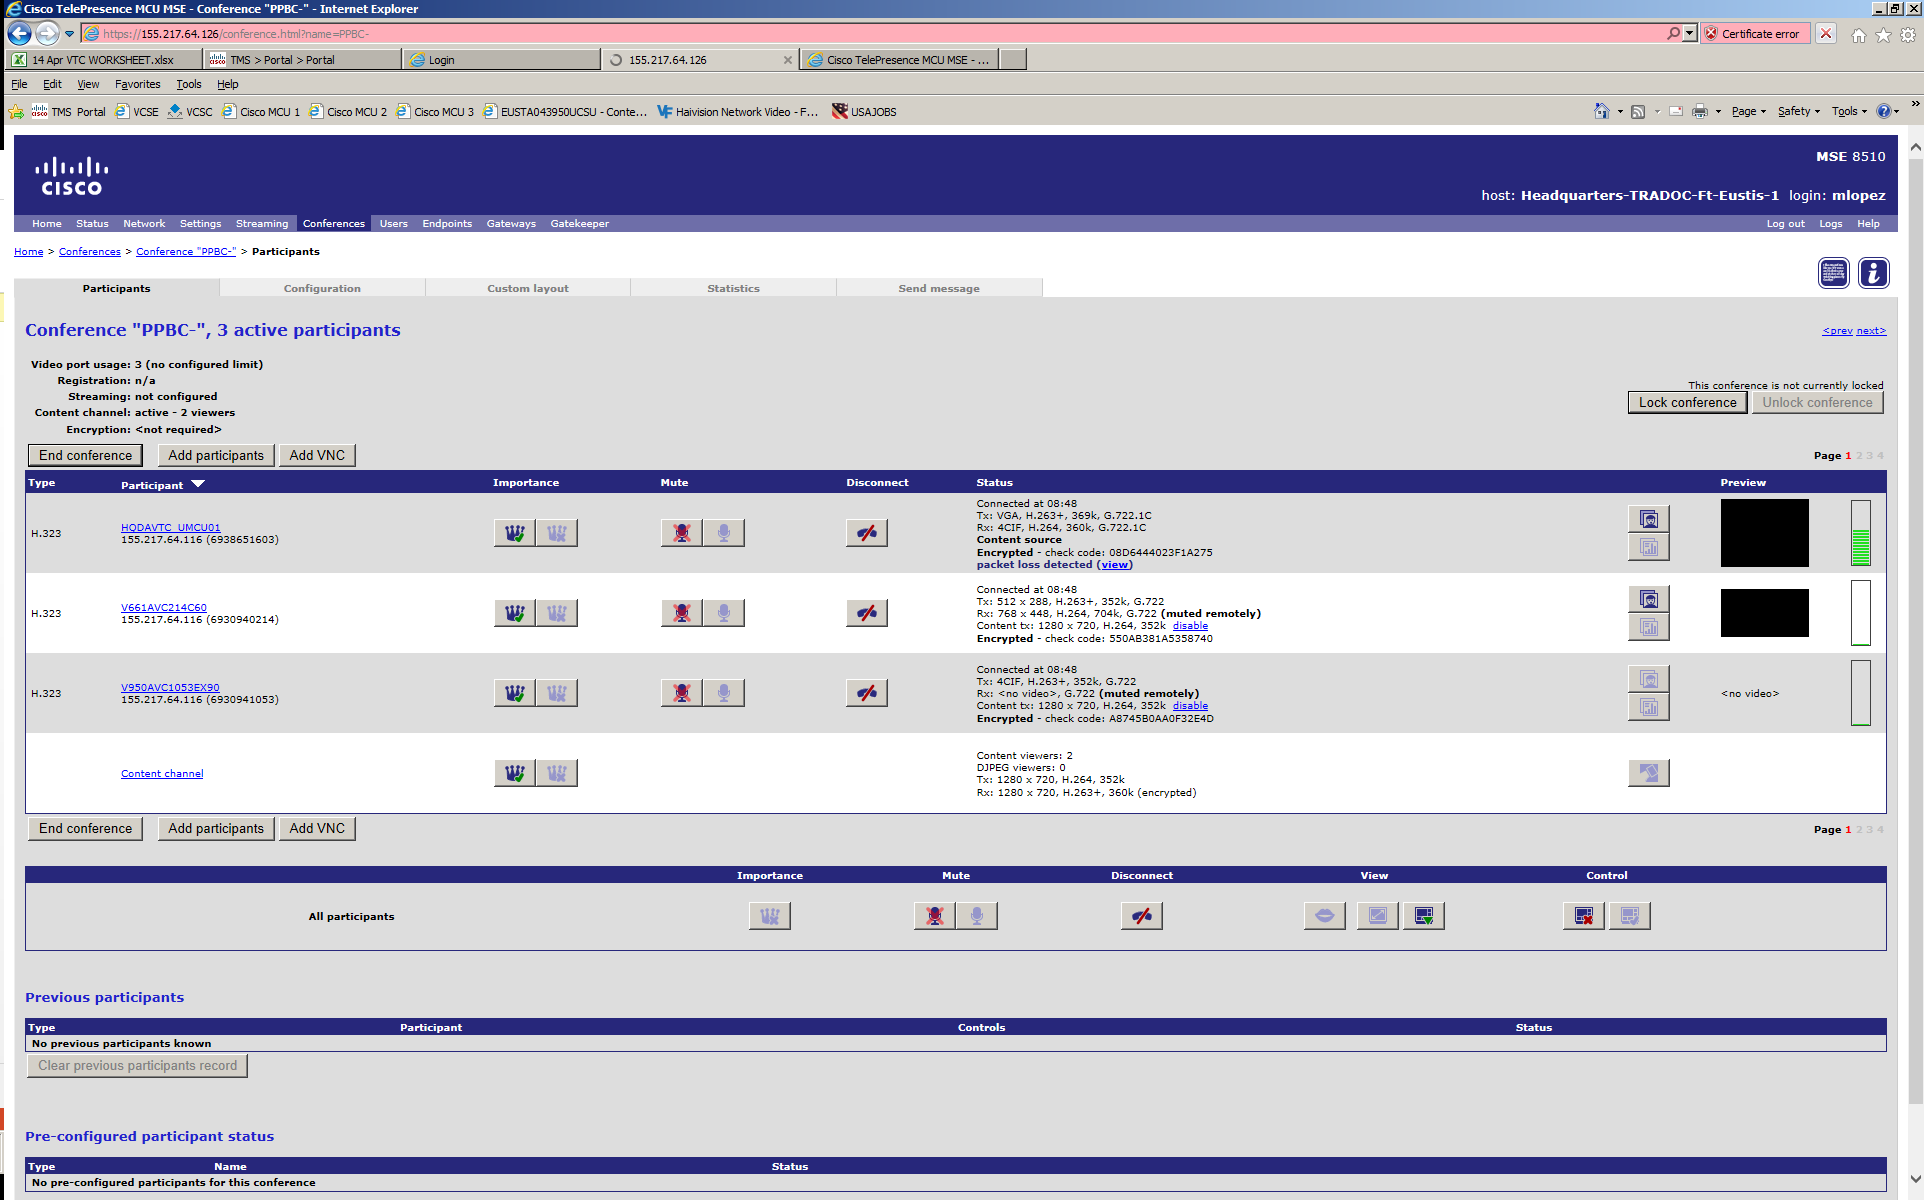 Cisco TelePresence MCU MSE - Conference "PPBC-" - Internet Explorer
https://155.217.64.126/conference.html?name=PPBC-
Certificate error
14 Apr VTC WORKSHEET.xlsx
TMS > Portal > Portal
Login
155.217.64.126
Cisco TelePresence MCU MSE - ...
File Edit View Favorites Tools Help
TMS Portal VCSE VCSC Cisco MCU 1 Cisco MCU 2 Cisco MCU 3 EUSTA043950UCSU - Conte... Haivision Network Video - F... USAJOBS
Page Safety Tools
CISCO
MSE 8510
host: Headquarters-TRADOC-Ft-Eustis-1 login: mlopez
Home Status Network Settings Streaming Conferences Users Endpoints Gateways Gatekeeper
Log out Logs Help
Home > Conferences > Conference "PPBC-" > Participants
Participants Configuration Custom layout Statistics Send message
Conference "PPBC-", 3 active participants
<prev next>
Video port usage: 3 (no configured limit)
Registration: n/a
Streaming: not configured
Content channel: active - 2 viewers
Encryption: <not required>
This conference is not currently locked
Lock conference Unlock conference
End conference Add participants Add VNC
Page 1 2 3 4
Type Participant Importance Mute Disconnect Status Preview
H.323
HQDAVTC_UMCU01
155.217.64.116 (6938651603)
Connected at 08:48
Tx: VGA, H.263+, 369k, G.722.1C
Rx: 4CIF, H.264, 360k, G.722.1C
Content source
Encrypted - check code: 08D6444023F1A275
packet loss detected (view)
H.323
V661AVC214C60
155.217.64.116 (6930940214)
Connected at 08:48
Tx: 512 x 288, H.263+, 352k, G.722
Rx: 768 x 448, H.264, 704k, G.722 (muted remotely)
Content tx: 1280 x 720, H.264, 352k disable
Encrypted - check code: 550AB381A5358740
H.323
V950AVC1053EX90
155.217.64.116 (6930941053)
Connected at 08:48
Tx: 4CIF, H.263+, 352k, G.722
Rx: <no video>, G.722 (muted remotely)
Content tx: 1280 x 720, H.264, 352k disable
Encrypted - check code: A8745B0AA0F32E4D
<no video>
Content channel
Content viewers: 2
DJPEG viewers: 0
Tx: 1280 x 720, H.264, 352k
Rx: 1280 x 720, H.263+, 360k (encrypted)
End conference Add participants Add VNC
Page 1 2 3 4
Importance Mute Disconnect View Control
All participants
Previous participants
Type Participant Controls Status
No previous participants known
Clear previous participants record
Pre-configured participant status
Type Name Status
No pre-configured participants for this conference